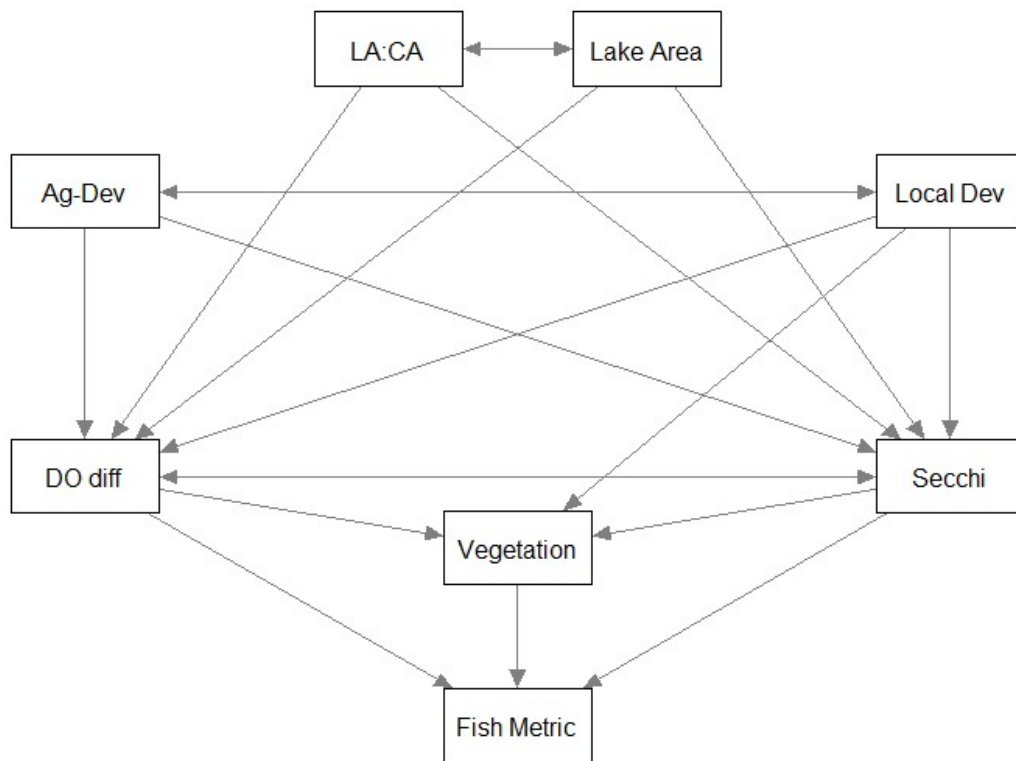 LA:CA
Lake Area
Ag-Dev
Local Dev
DO diff
Secchi
Vegetation
Fish Metric